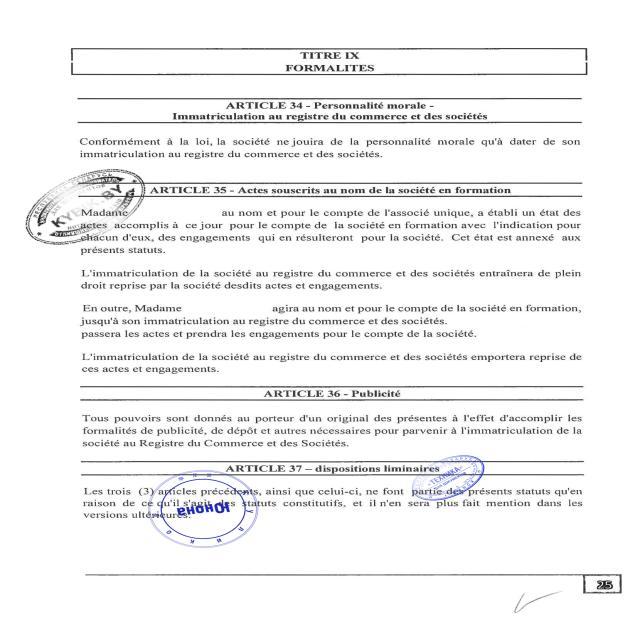 TITRE IX
FORMALITES
ARTICLE 34 - Personnalité morale -
Immatriculation au registre du commerce et des sociétés
Conformément à la loi, la société ne jouira de la personnalité morale qu'à dater de son
immatriculation au registre du commerce et des sociétés.
ARTICLE 35 - Actes souscrits au nom de la société en formation
KYBIK.BY
Madame au nom et pour le compte de l'associé unique, a établi un état des
actes accomplis à ce jour pour le compte de la société en formation avec l'indication pour
chacun d'eux, des engagements qui en résulteront pour la société. Cet état est annexé aux
présents statuts.
L'immatriculation de la société au registre du commerce et des sociétés entraînera de plein
droit reprise par la société desdits actes et engagements.
En outre, Madame agira au nom et pour le compte de la société en formation,
jusqu'à son immatriculation au registre du commerce et des sociétés.
passera les actes et prendra les engagements pour le compte de la société.
L'immatriculation de la société au registre du commerce et des sociétés emportera reprise de
ces actes et engagements.
ARTICLE 36 - Publicité
Tous pouvoirs sont donnés au porteur d'un original des présentes à l'effet d'accomplir les
formalités de publicité, de dépôt et autres nécessaires pour parvenir à l'immatriculation de la
société au Registre du Commerce et des Sociétés.
ARTICLE 37 – dispositions liminaires
ТЕХНИКА
Les trois (3) articles précédents, ainsi que celui-ci, ne font partie des présents statuts qu'en
raison de ce qu'il s'agit des statuts constitutifs, et il n'en sera plus fait mention dans les
versions ultérieures.
Юнона
25